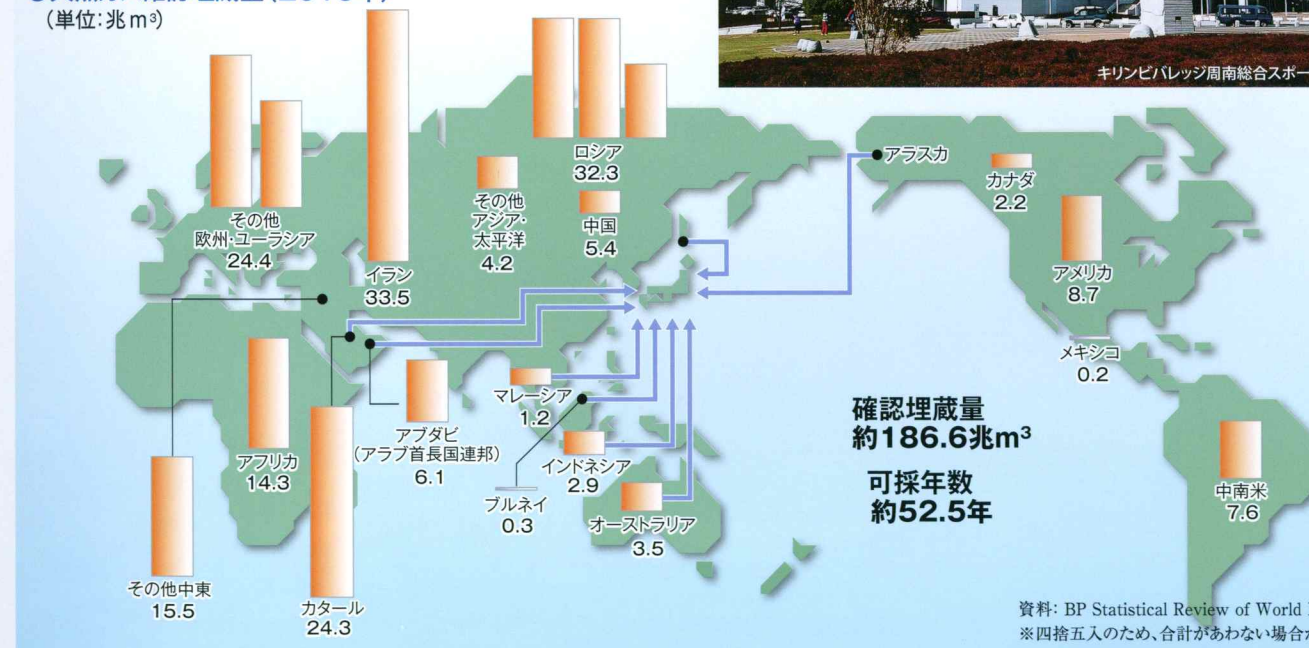 (単位:兆m³)
キリンビバレッジ周南総合スポー
その他
欧州・ユーラシア
24.4
イラン
33.5
その他
アジア・
太平洋
4.2
ロシア
32.3
中国
5.4
アラスカ
カナダ
2.2
アメリカ
8.7
メキシコ
0.2
アフリカ
14.3
アブダビ
(アラブ首長国連邦)
6.1
マレーシア
1.2
インドネシア
2.9
ブルネイ
0.3
オーストラリア
3.5
その他中東
15.5
カタール
24.3
確認埋蔵量
約186.6兆m³
可採年数
約52.5年
中南米
7.6
資料: BP Statistical Review of World
※四捨五入のため、合計があわない場合